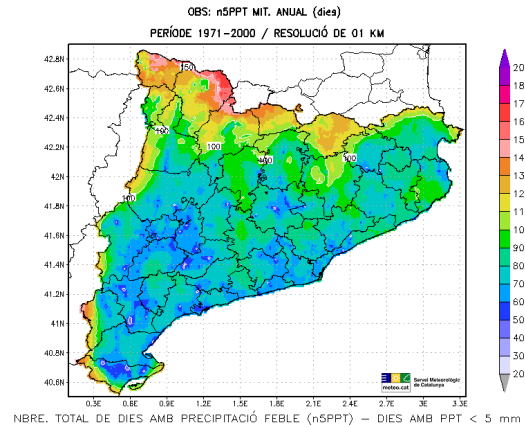 OBS: n5PPT MIT. ANUAL (dies)
PERÍODE 1971-2000 / RESOLUCIÓ DE 01 KM
42.8N
42.6N
42.4N
42.2N
42N
41.8N
41.6N
41.4N
41.2N
41N
40.8N
40.6N
150
100
100
100
100
0.3E 0.6E 0.9E 1.2E 1.5E 1.8E 2.1E 2.4E 2.7E 3E 3.3E
20
18
17
16
15
14
13
12
11
10
90
80
70
60
50
40
30
20
meteo.cat
Servei Meteorològic
de Catalunya
NBRE. TOTAL DE DIES AMB PRECIPITACIÓ FEBLE (n5PPT) – DIES AMB PPT < 5 mm